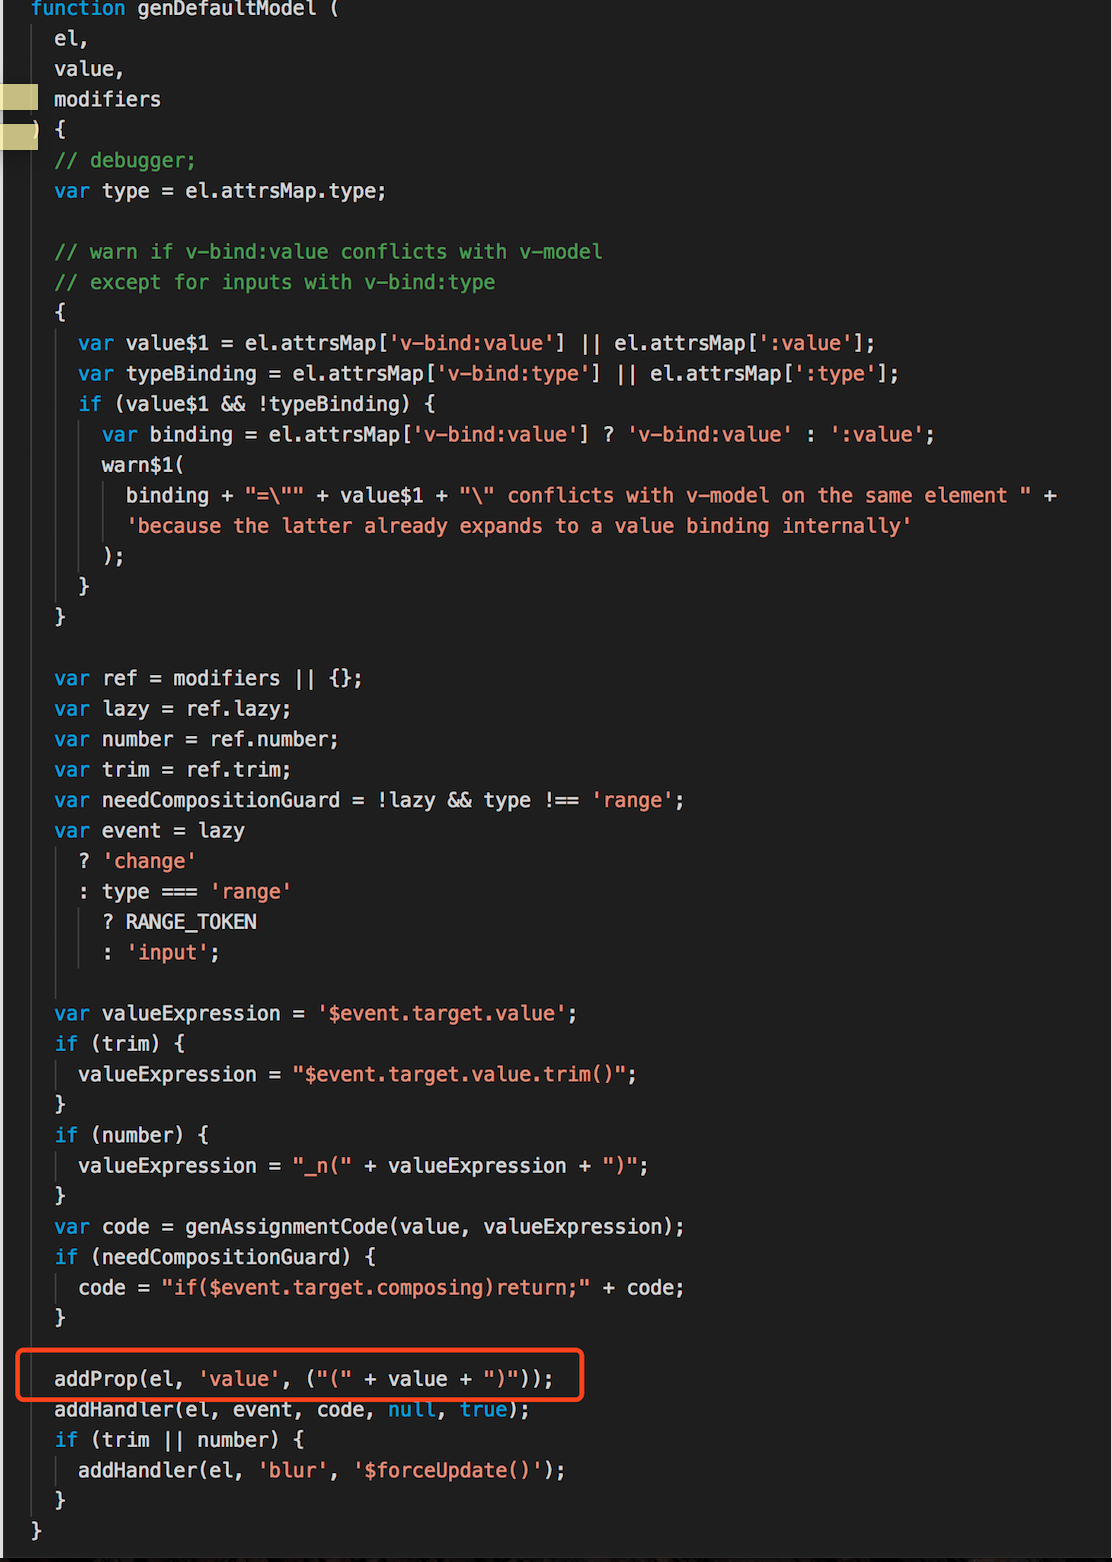 function genDefaultModel (
el,
value,
modifiers
) {
// debugger;
var type = el.attrsMap.type;
// warn if v-bind:value conflicts with v-model
// except for inputs with v-bind:type
{
var value$1 = el.attrsMap['v-bind:value'] || el.attrsMap[':value'];
var typeBinding = el.attrsMap['v-bind:type'] || el.attrsMap[':type'];
if (value$1 && !typeBinding) {
var binding = el.attrsMap['v-bind:value'] ? 'v-bind:value' : ':value';
warn$1(
binding + "=\"" + value$1 + "\" conflicts with v-model on the same element " +
'because the latter already expands to a value binding internally'
);
}
}
var ref = modifiers || {};
var lazy = ref.lazy;
var number = ref.number;
var trim = ref.trim;
var needCompositionGuard = !lazy && type !== 'range';
var event = lazy
? 'change'
: type === 'range'
? RANGE_TOKEN
: 'input';
var valueExpression = '$event.target.value';
if (trim) {
valueExpression = "$event.target.value.trim()";
}
if (number) {
valueExpression = "_n(" + valueExpression + ")";
}
var code = genAssignmentCode(value, valueExpression);
if (needCompositionGuard) {
code = "if($event.target.composing)return;" + code;
}
addProp(el, 'value', ("(" + value + ")"));
addHandler(el, event, code, null, true);
if (trim || number) {
addHandler(el, 'blur', '$forceUpdate()');
}
}